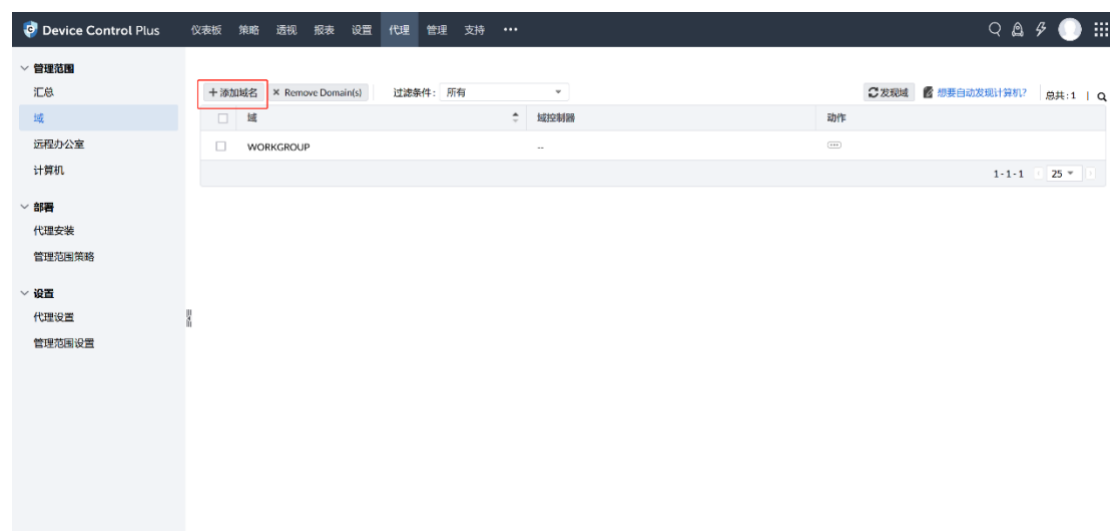 Device Control Plus 仪表板 策略 透视 报表 设置 代理 管理 支持 •••
管理范围
汇总
域
远程办公室
计算机
部署
代理安装
管理范围策略
设置
代理设置
管理范围设置
+ 添加域名 × Remove Domain(s) 过滤条件： 所有 发现域 想要自动发现计算机? 总共: 1 |
域 域控制器 动作
WORKGROUP --
1 - 1 - 1 25